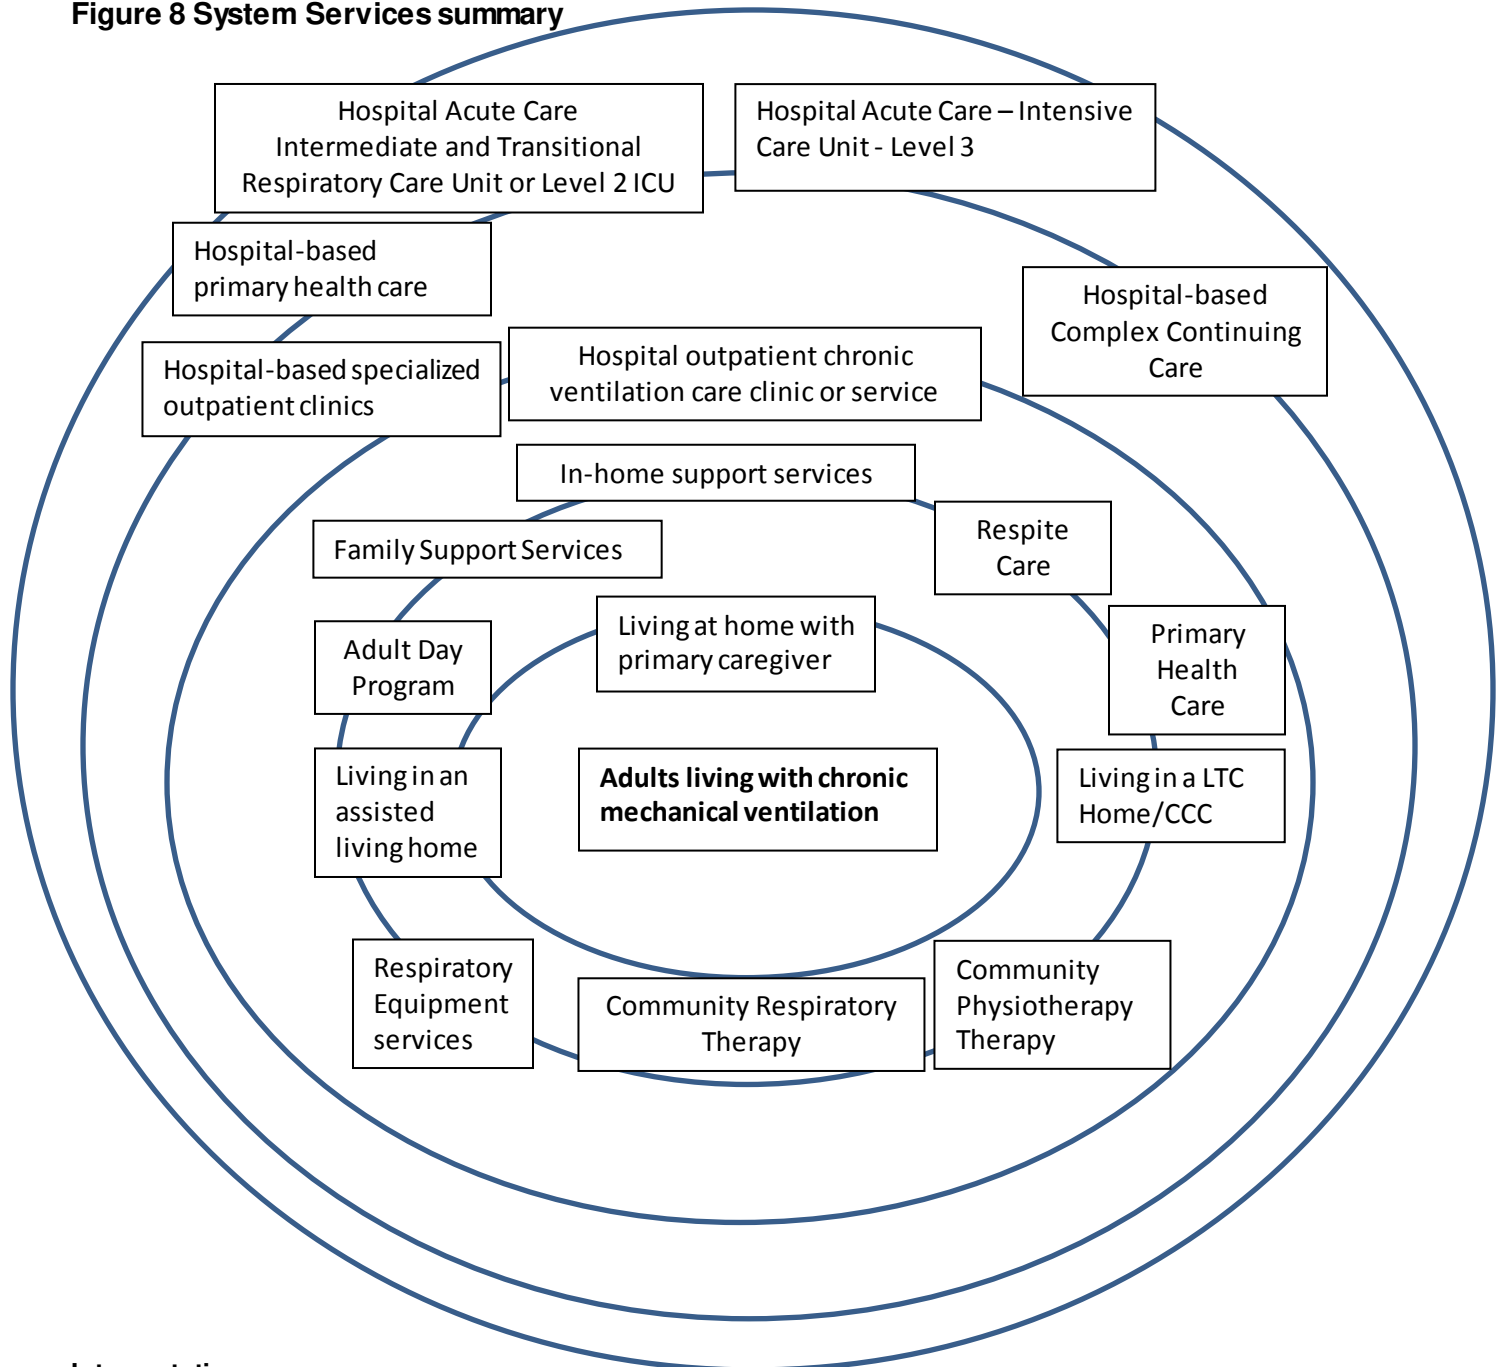 Figure 8 System Services summary
Hospital Acute Care
Intermediate and Transitional
Respiratory Care Unit or Level 2 ICU
Hospital Acute Care – Intensive
Care Unit - Level 3
Hospital-based
primary health care
Hospital-based
Complex Continuing
Care
Hospital-based specialized
outpatient clinics
Hospital outpatient chronic
ventilation care clinic or service
In-home support services
Respite
Care
Family Support Services
Living at home with
primary caregiver
Primary
Health
Care
Adult Day
Program
Living in an
assisted
living home
Adults living with chronic
mechanical ventilation
Living in a LTC
Home/CCC
Respiratory
Equipment
services
Community Respiratory
Therapy
Community
Physiotherapy
Therapy